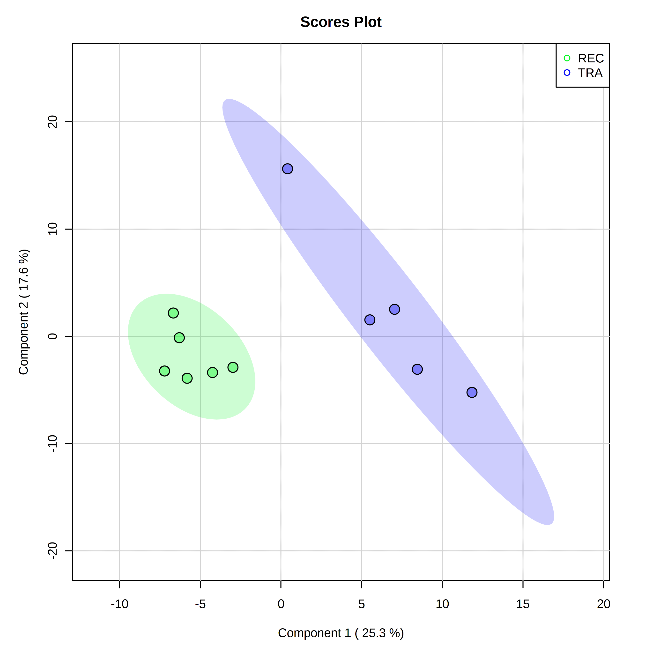 Scores Plot
REC
TRA
20
10
0
-10
-20
Component 2 ( 17.6 %)
-10 -5 0 5 10 15 20
Component 1 ( 25.3 %)